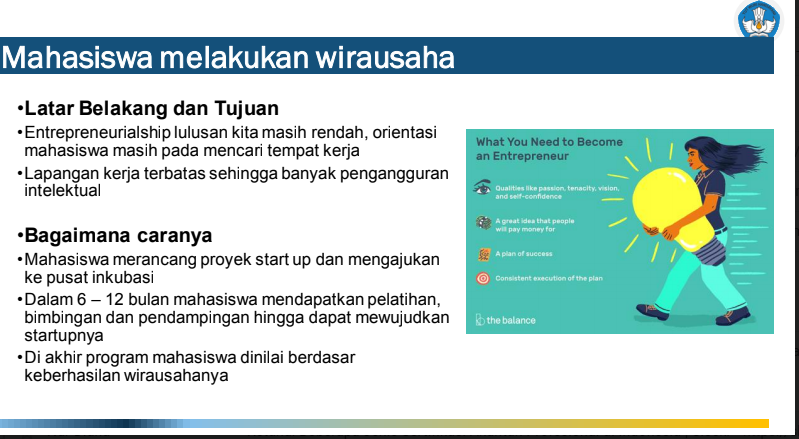 Mahasiswa melakukan wirausaha
•Latar Belakang dan Tujuan
•Entrepreneurialship lulusan kita masih rendah, orientasi
mahasiswa masih pada mencari tempat kerja
•Lapangan kerja terbatas sehingga banyak pengangguran
intelektual
•Bagaimana caranya
•Mahasiswa merancang proyek start up dan mengajukan
ke pusat inkubasi
•Dalam 6 – 12 bulan mahasiswa mendapatkan pelatihan,
bimbingan dan pendampingan hingga dapat mewujudkan
startupnya
•Di akhir program mahasiswa dinilai berdasar
keberhasilan wirausahanya
What You Need to Become
an Entrepreneur
Qualities like passion, tenacity, vision,
and self-confidence
A great idea that people
will pay money for
A plan of success
Consistent execution of the plan
the balance